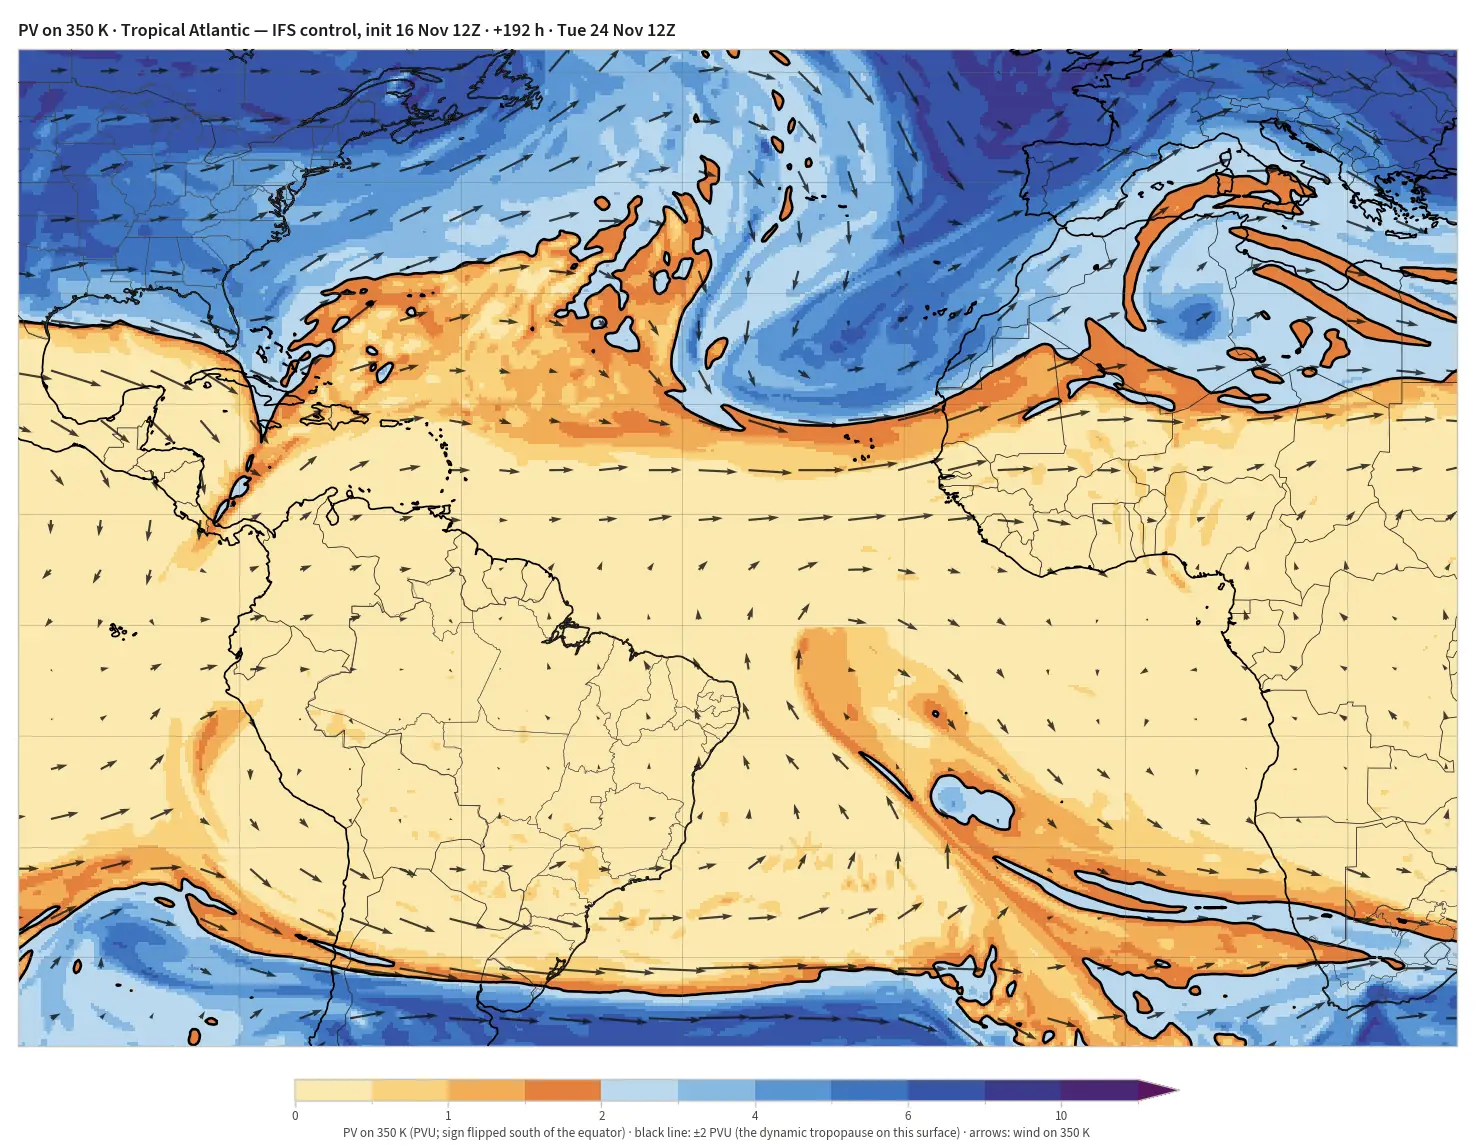 PV on 350 K · Tropical Atlantic — IFS control, init 16 Nov 12Z · +192 h · Tue 24 Nov 12Z
0 1 2 4 6 10
PV on 350 K (PVU; sign flipped south of the equator) · black line: ±2 PVU (the dynamic tropopause on this surface) · arrows: wind on 350 K